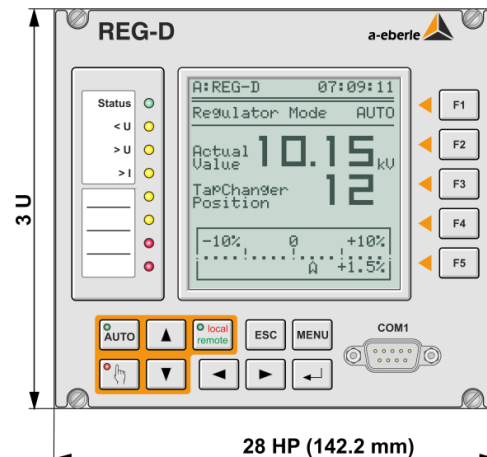 REG-D
a-eberle
Status
< U
> U
> I
A:REG-D 07:09:11
Regulator Mode AUTO
Actual Value 10.15 kV
TapChanger Position 12
-10% 0 +10%
+1.5%
F1
F2
F3
F4
F5
3 U
AUTO
local
remote
ESC
MENU
COM1
28 HP (142.2 mm)